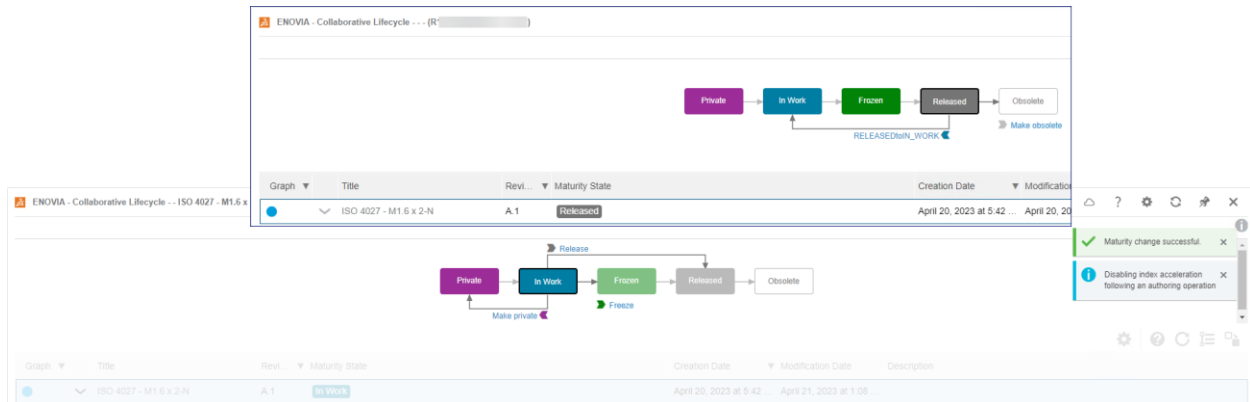 ENOVIA - Collaborative Lifecycle - - - (R' )
Private
In Work
Frozen
Released
Obsolete
Make obsolete
RELEASEDtoIN_WORK
Graph Title Revi... Maturity State Creation Date Modification
ISO 4027 - M1.6 x 2-N A.1 Released April 20, 2023 at 5:42 ... April 20, 20
ENOVIA - Collaborative Lifecycle - - ISO 4027 - M1.6 x
Maturity change successful.
Disabling index acceleration
following an authoring operation
Release
Private
In Work
Frozen
Released
Obsolete
Make private
Freeze
Graph Title Revi... Maturity State Creation Date Modification Date Description
ISO 4027 - M1.6 x 2-N A.1 In Work April 20, 2023 at 5:42 ... April 21, 2023 at 1:08 ...